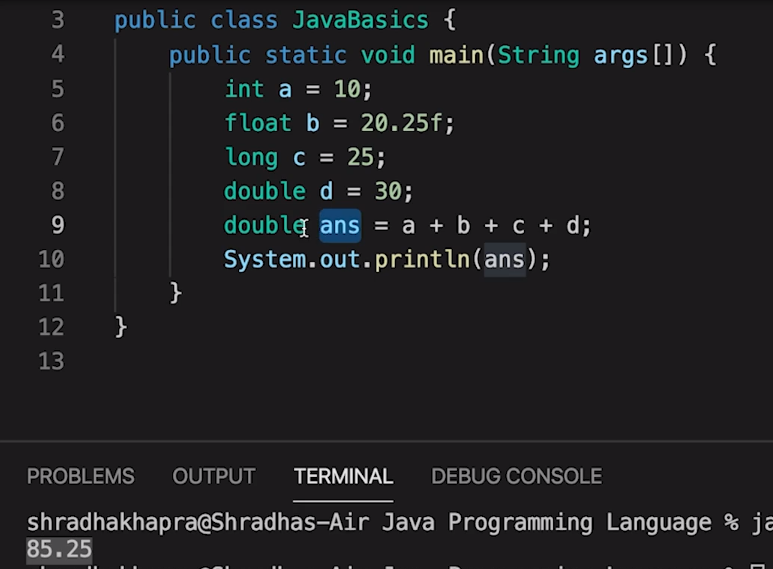 3 public class JavaBasics {
4 public static void main(String args[]) {
5 int a = 10;
6 float b = 20.25f;
7 long c = 25;
8 double d = 30;
9 double ans = a + b + c + d;
10 System.out.println(ans);
11 }
12 }
13
PROBLEMS OUTPUT TERMINAL DEBUG CONSOLE
shradhakhapra@Shradhas-Air Java Programming Language % ja
85.25